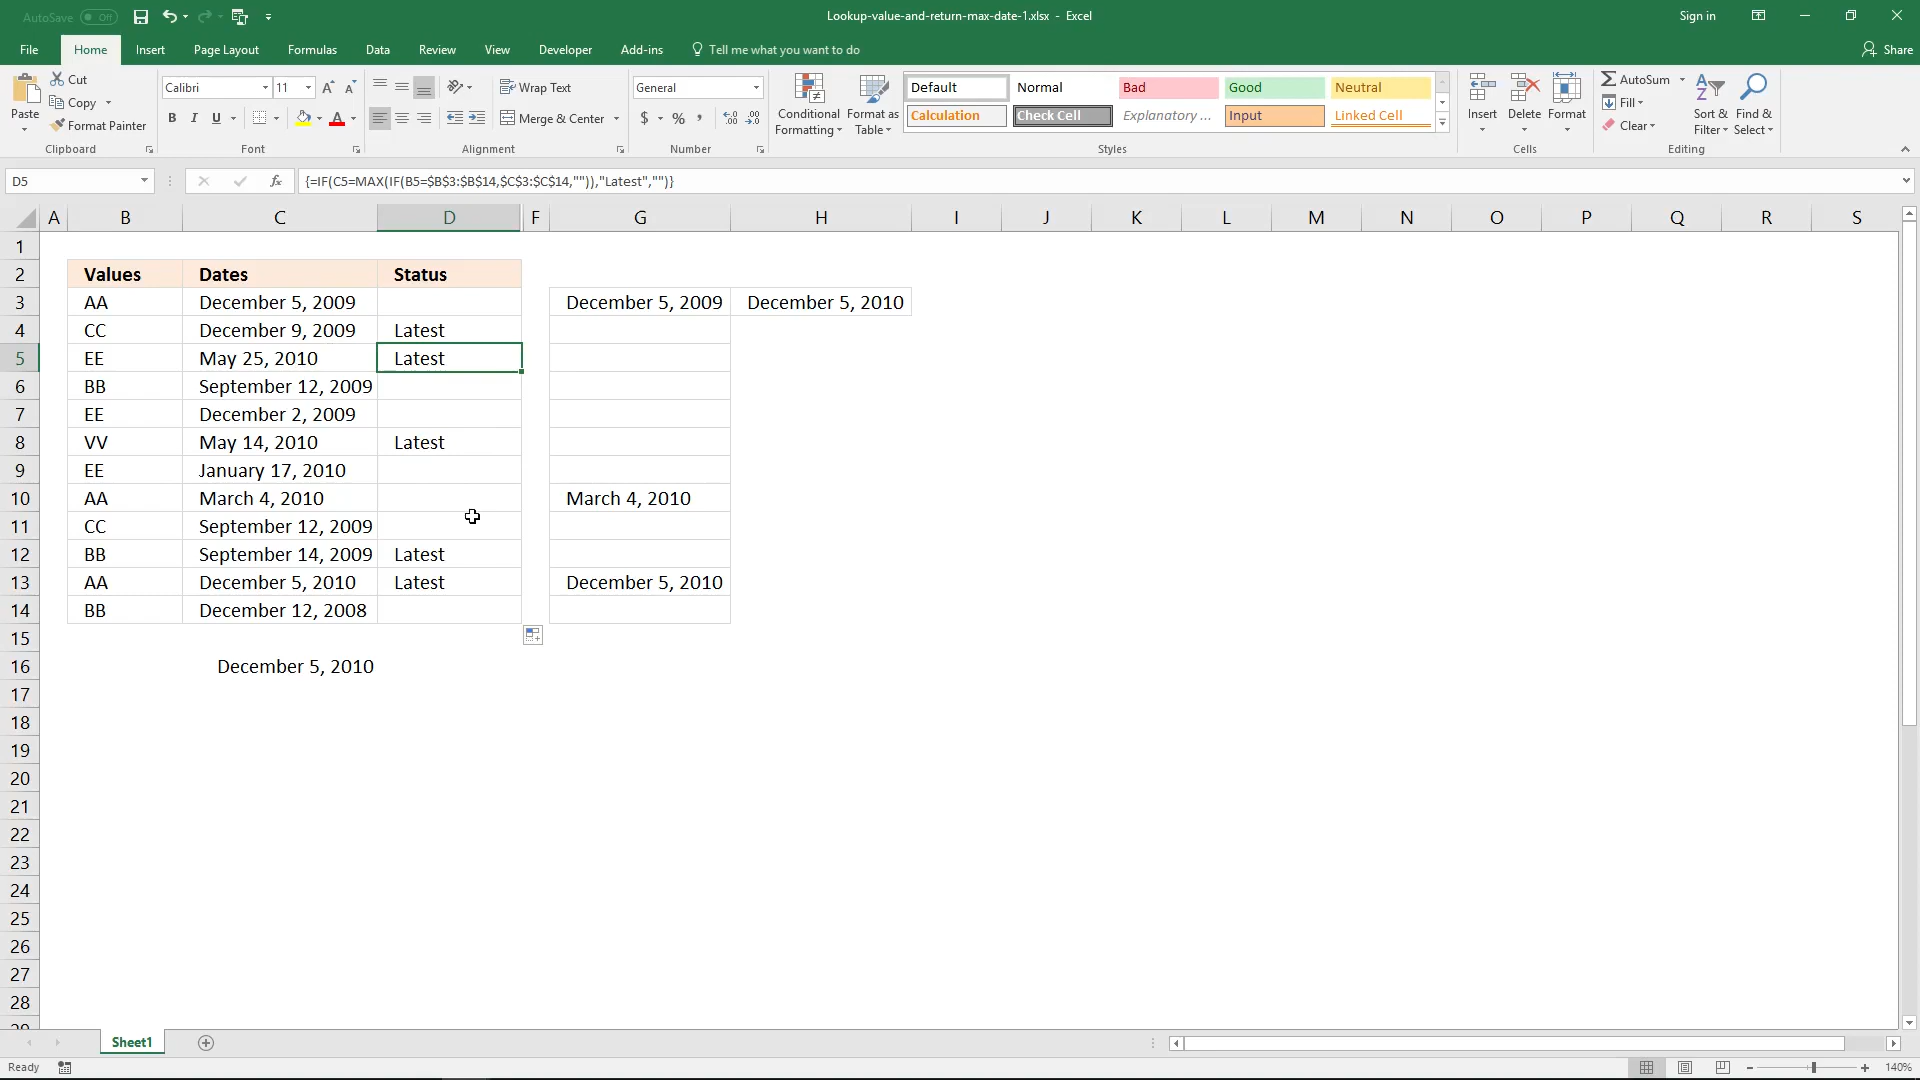 AutoSave Off Lookup-value-and-return-max-date-1.xlsx - Excel Sign in
File Home Insert Page Layout Formulas Data Review View Developer Add-ins Tell me what you want to do Share
Paste Cut Copy Format Painter
Calibri 11 Wrap Text General
B I U Merge & Center $ %
Conditional Formatting Format as Table
Default Normal Bad Good Neutral
Calculation Check Cell Explanatory ... Input Linked Cell
Insert Delete Format
AutoSum Fill Clear Sort & Filter Find & Select
Clipboard Font Alignment Number Styles Cells Editing
D5 fx {=IF(C5=MAX(IF(B5=$B$3:$B$14,$C$3:$C$14,"")),"Latest","")}
A B C D F G H I J K L M N O P Q R S
1
2 Values Dates Status
3 AA December 5, 2009 December 5, 2009 December 5, 2010
4 CC December 9, 2009 Latest
5 EE May 25, 2010 Latest
6 BB September 12, 2009
7 EE December 2, 2009
8 VV May 14, 2010 Latest
9 EE January 17, 2010
10 AA March 4, 2010 March 4, 2010
11 CC September 12, 2009
12 BB September 14, 2009 Latest
13 AA December 5, 2010 Latest December 5, 2010
14 BB December 12, 2008
15
16 December 5, 2010
17
18
19
20
21
22
23
24
25
26
27
28
29
Sheet1
Ready 140%